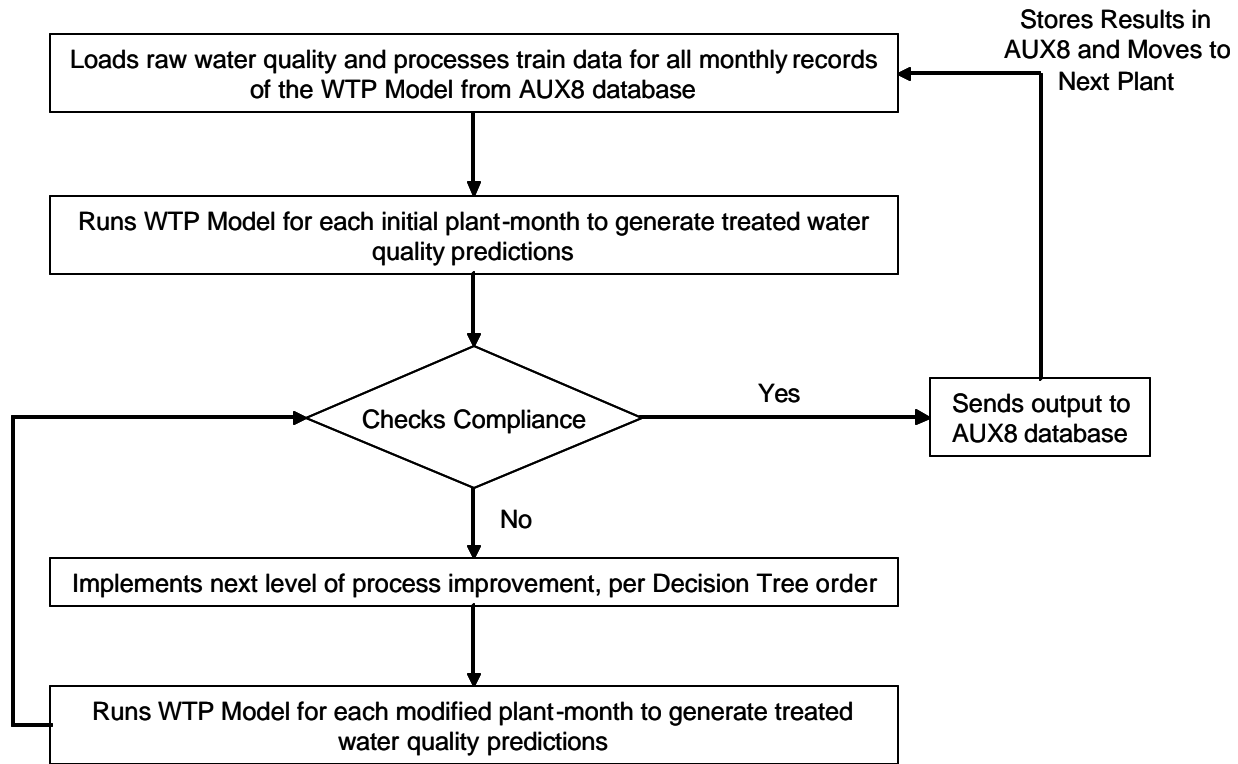 Stores Results in
AUX8 and Moves to
Next Plant
Loads raw water quality and processes train data for all monthly records
of the WTP Model from AUX8 database
Runs WTP Model for each initial plant-month to generate treated water
quality predictions
Checks Compliance
Yes
Sends output to
AUX8 database
No
Implements next level of process improvement, per Decision Tree order
Runs WTP Model for each modified plant-month to generate treated
water quality predictions